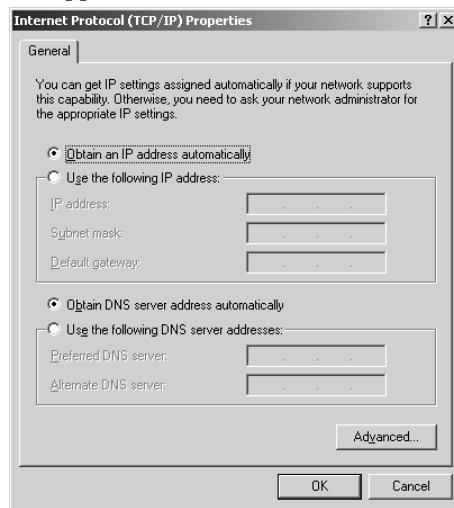 Internet Protocol (TCP/IP) Properties
General
You can get IP settings assigned automatically if your network supports
this capability. Otherwise, you need to ask your network administrator for
the appropriate IP settings.
Obtain an IP address automatically
Use the following IP address:
IP address:
Subnet mask:
Default gateway:
Obtain DNS server address automatically
Use the following DNS server addresses:
Preferred DNS server:
Alternate DNS server:
Advanced...
OK Cancel